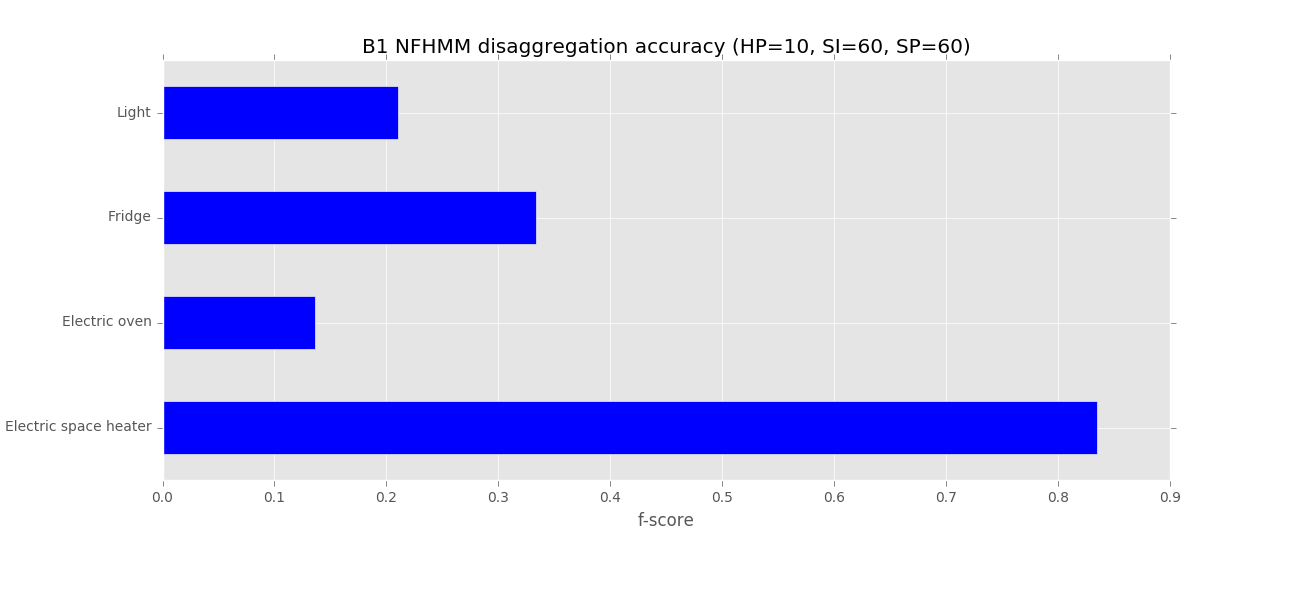 B1 NFHMM disaggregation accuracy (HP=10, SI=60, SP=60)
Light
Fridge
Electric oven
Electric space heater
0.0 0.1 0.2 0.3 0.4 0.5 0.6 0.7 0.8 0.9
f-score